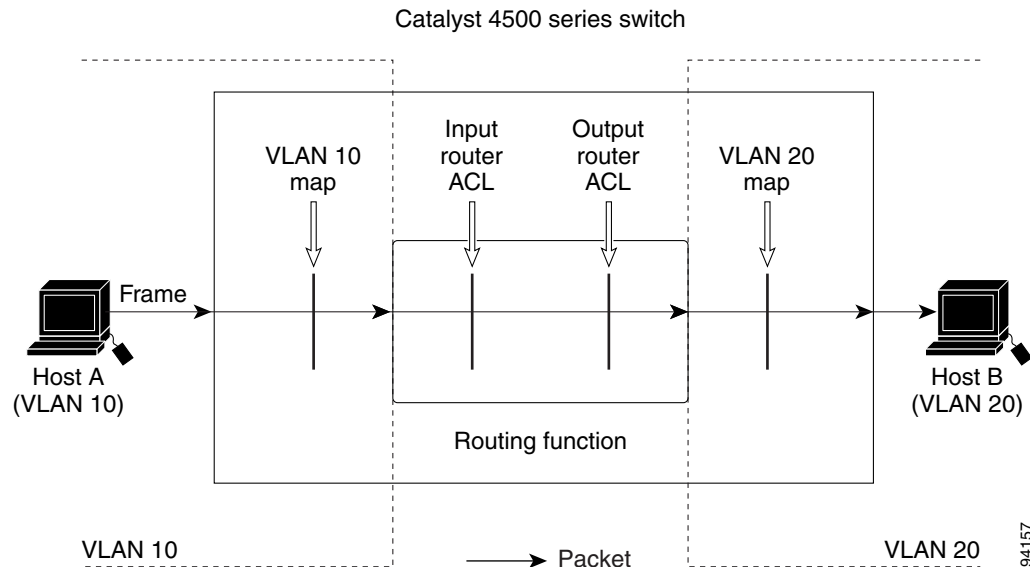 Catalyst 4500 series switch
VLAN 10
map
Input
router
ACL
Output
router
ACL
VLAN 20
map
Frame
Host A
(VLAN 10)
Host B
(VLAN 20)
Routing function
VLAN 10
Packet
VLAN 20
94157